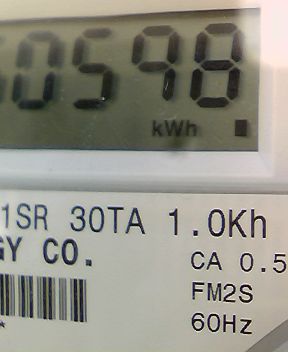 0598
kWh
1SR 30TA 1.0Kh
GY CO.
CA 0.5
FM2S
60Hz